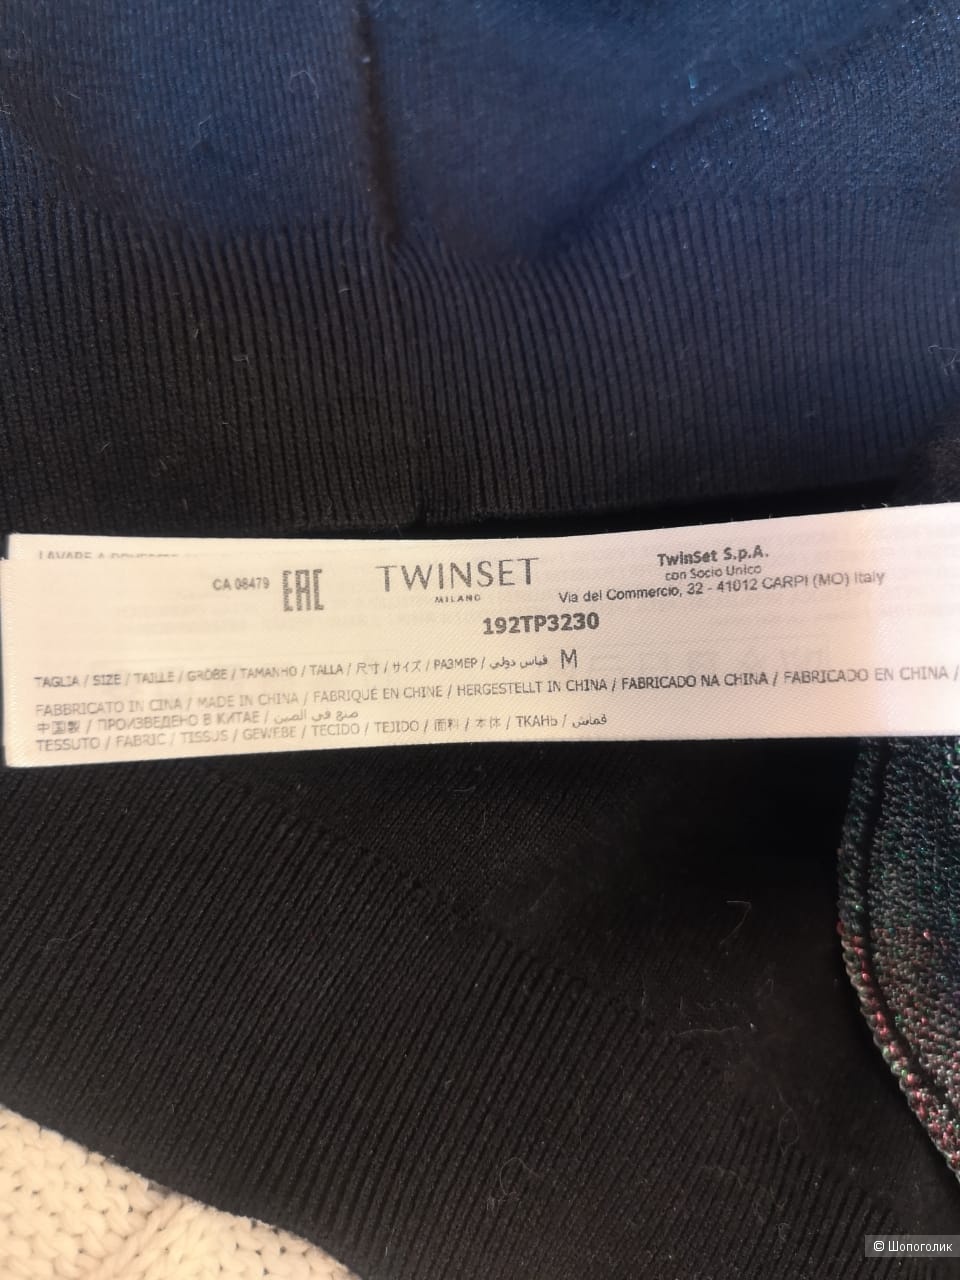 LAVARE A
CA 08479 EAC TWINSET
MILANO
TwinSet S.p.A.
con Socio Unico
Via del Commercio, 32 - 41012 CARPI (MO) Italy
192TP3230
TAGLIA / SIZE / TAILLE / GRÖßE / TAMANHO / TALLA / 尺寸 / サイズ / РАЗМЕР / قياس دولي M
FABBRICATO IN CINA / MADE IN CHINA / FABRIQUÉ EN CHINE / HERGESTELLT IN CHINA / FABRICADO NA CHINA / FABRICADO EN CHINA /
中国製 / ПРОИЗВЕДЕНО В КИТАЕ / صنع في الصين
TESSUTO / FABRIC / TISSUS / GEWEBE / TECIDO / TEJIDO / 面料 / 本体 / ТКАНЬ / قماش
© Шопоголик